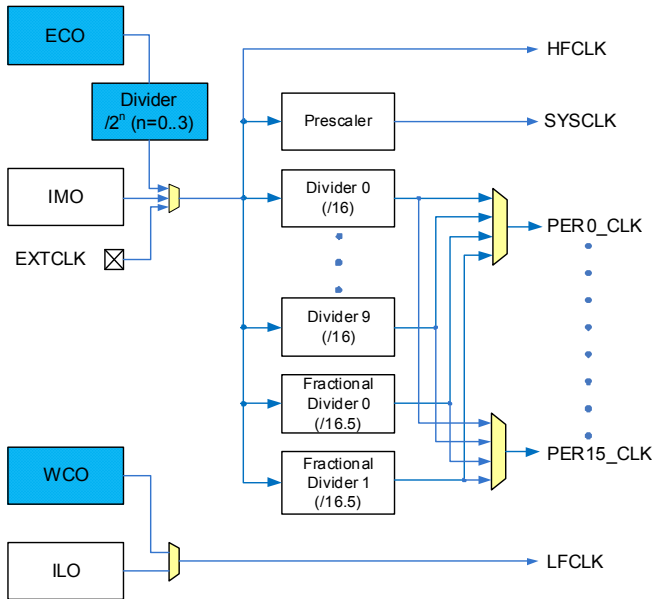 ECO
HFCLK
Divider
/2ⁿ (n=0..3)
Prescaler
SYSCLK
IMO
Divider 0
(/16)
PER0_CLK
EXTCLK
Divider 9
(/16)
Fractional
Divider 0
(/16.5)
WCO
Fractional
Divider 1
(/16.5)
PER15_CLK
ILO
LFCLK